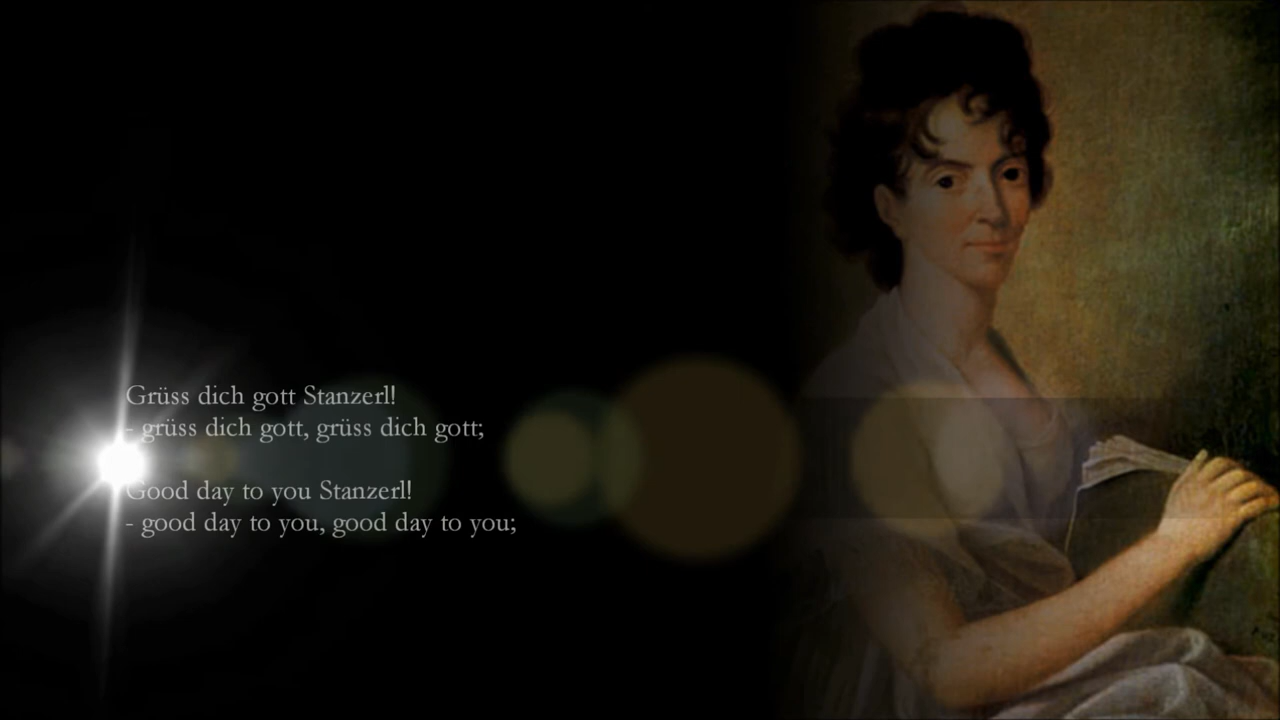 Grüss dich gott Stanzerl!
- grüss dich gott, grüss dich gott;
Good day to you Stanzerl!
- good day to you, good day to you;